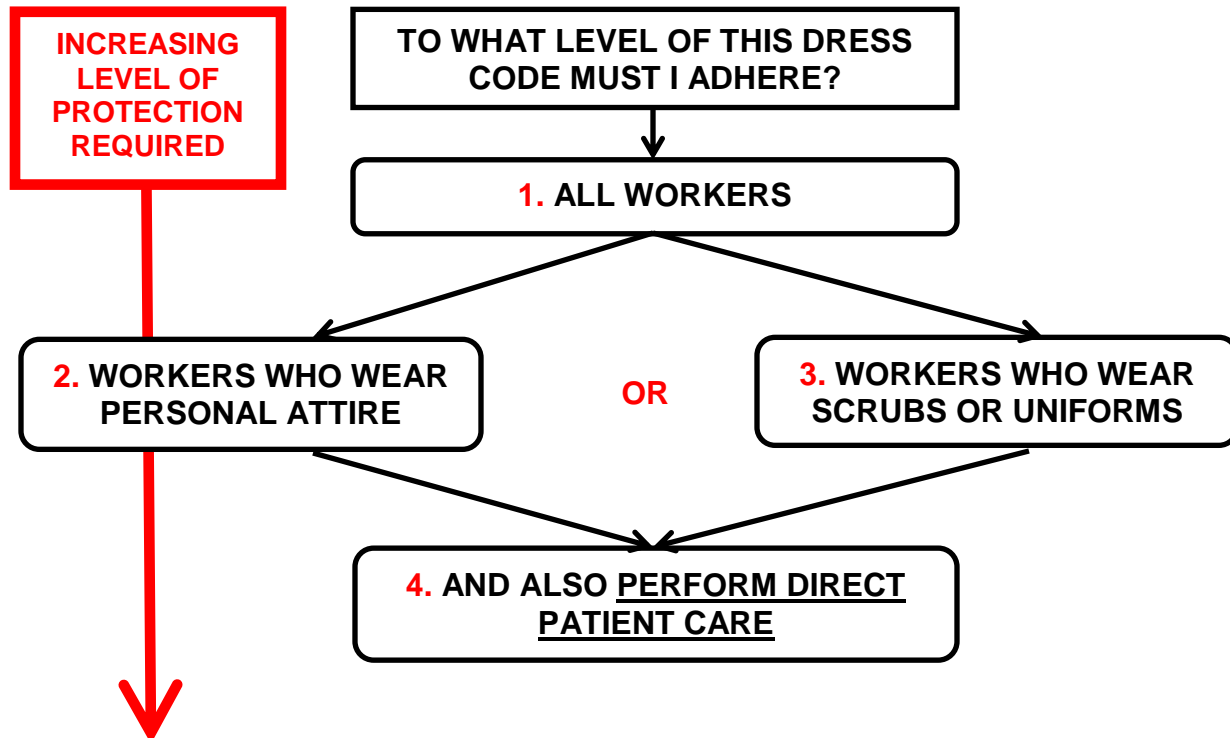 INCREASING
LEVEL OF
PROTECTION
REQUIRED
TO WHAT LEVEL OF THIS DRESS
CODE MUST I ADHERE?
1. ALL WORKERS
2. WORKERS WHO WEAR
PERSONAL ATTIRE
OR
3. WORKERS WHO WEAR
SCRUBS OR UNIFORMS
4. AND ALSO PERFORM DIRECT
PATIENT CARE